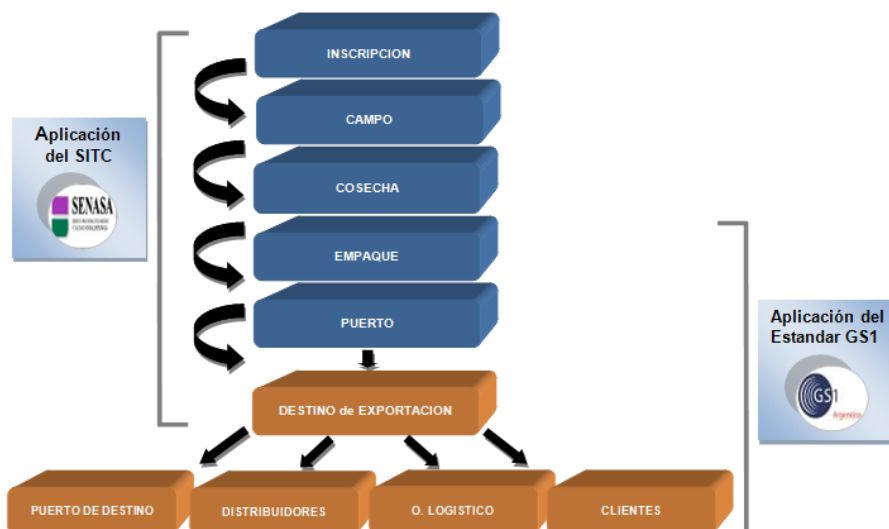 INSCRIPCION
CAMPO
COSECHA
EMPAQUE
PUERTO
DESTINO de EXPORTACION
PUERTO DE DESTINO
DISTRIBUIDORES
O. LOGISTICO
CLIENTES
Aplicación
del SITC
SENASA
Aplicación del
Estandar GS1
GS1
Argentina